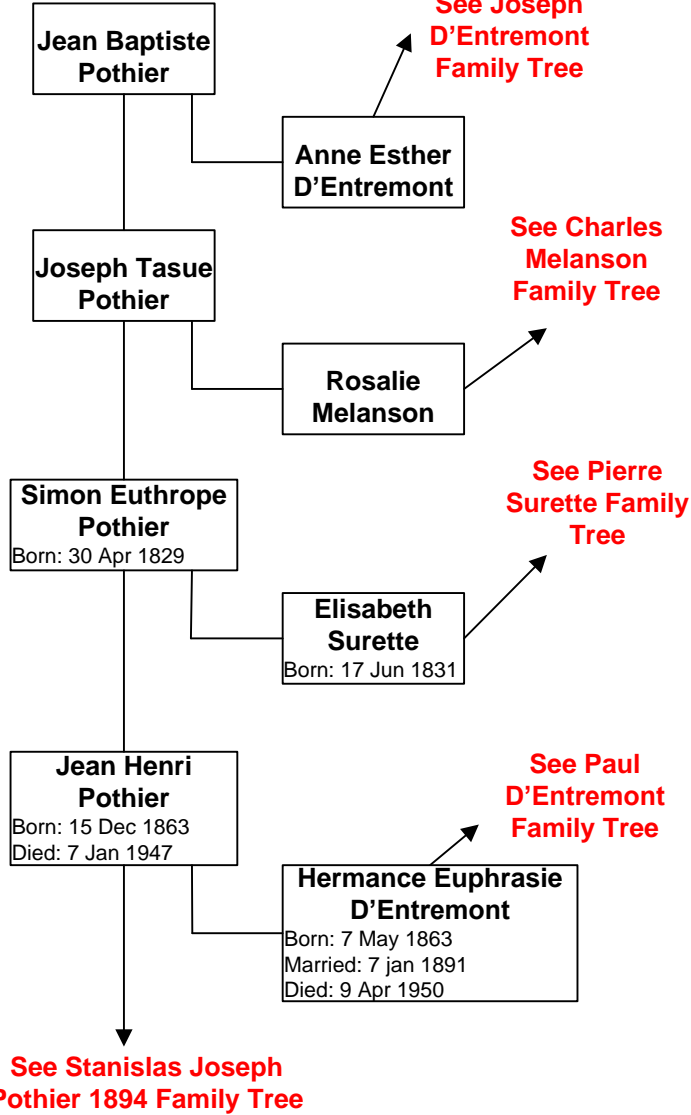 See Joseph
D'Entremont
Family Tree
Jean Baptiste
Pothier
Anne Esther
D'Entremont
See Charles
Melanson
Family Tree
Joseph Tasue
Pothier
Rosalie
Melanson
See Pierre
Surette Family
Tree
Simon Euthrope
Pothier
Born: 30 Apr 1829
Elisabeth
Surette
Born: 17 Jun 1831
See Paul
D'Entremont
Family Tree
Jean Henri
Pothier
Born: 15 Dec 1863
Died: 7 Jan 1947
Hermance Euphrasie
D'Entremont
Born: 7 May 1863
Married: 7 jan 1891
Died: 9 Apr 1950
See Stanislas Joseph
Pothier 1894 Family Tree